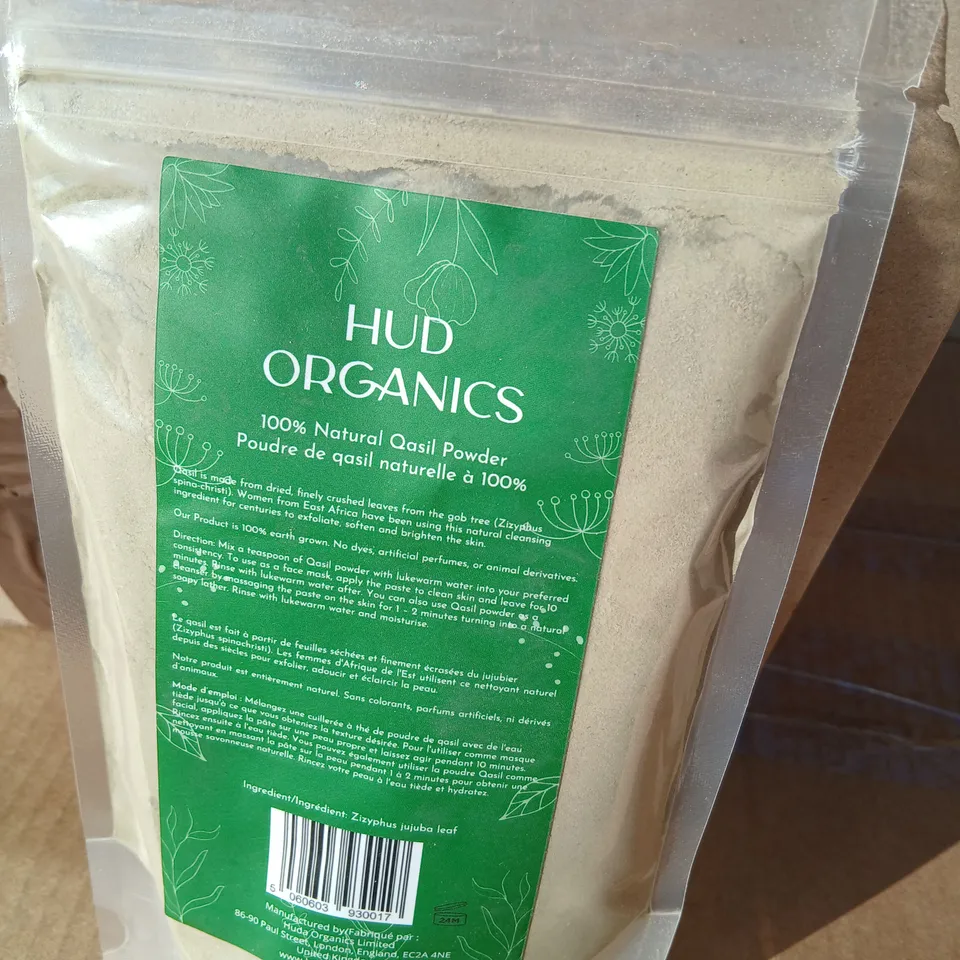 HUD
ORGANICS
100% Natural Qasil Powder
Poudre de qasil naturelle à 100%
Qasil is made from dried, finely crushed leaves from the gob tree (Zizyphus
spina-christi). Women from East Africa have been using this natural cleansing
ingredient for centuries to exfoliate, soften and brighten the skin.
Our Product is 100% earth grown. No dyes, artificial perfumes, or animal derivatives.
Direction: Mix a teaspoon of Qasil powder with lukewarm water into your preferred
consistency. To use as a face mask, apply the paste to clean skin and leave for 10
minutes. Rinse with lukewarm water after. You can also use Qasil powder as a
cleanser by massaging the paste on the skin for 1 - 2 minutes turning into a natural
soapy lather. Rinse with lukewarm water and moisturise.
Le qasil est fait à partir de feuilles séchées et finement écrasées du jujubier
(Zizyphus spinachristi). Les femmes d'Afrique de l'Est utilisent ce nettoyant naturel
depuis des siècles pour exfolier, adoucir et éclaircir la peau.
Notre produit est entièrement naturel. Sans colorants, parfums artificiels, ni dérivés
d'animaux.
Mode d'emploi : Mélangez une cuillerée à thé de poudre de qasil avec de l'eau
tiède jusqu'à ce que vous obteniez la texture désirée. Pour l'utiliser comme masque
facial, appliquez la pâte sur une peau propre et laissez agir pendant 10 minutes.
Rincez ensuite à l'eau tiède. Vous pouvez également utiliser la poudre Qasil comme
nettoyant en massant la pâte sur la peau pendant 1 à 2 minutes pour obtenir une
mousse savonneuse naturelle. Rincez votre peau à l'eau tiède et hydratez.
Ingredient/Ingrédient: Zizyphus jujuba leaf
5 060603 930017
24M
Manufactured by/Fabriqué par :
Huda Organics Limited
86-90 Paul Street, London, England, EC2A 4NE
United Kingdom